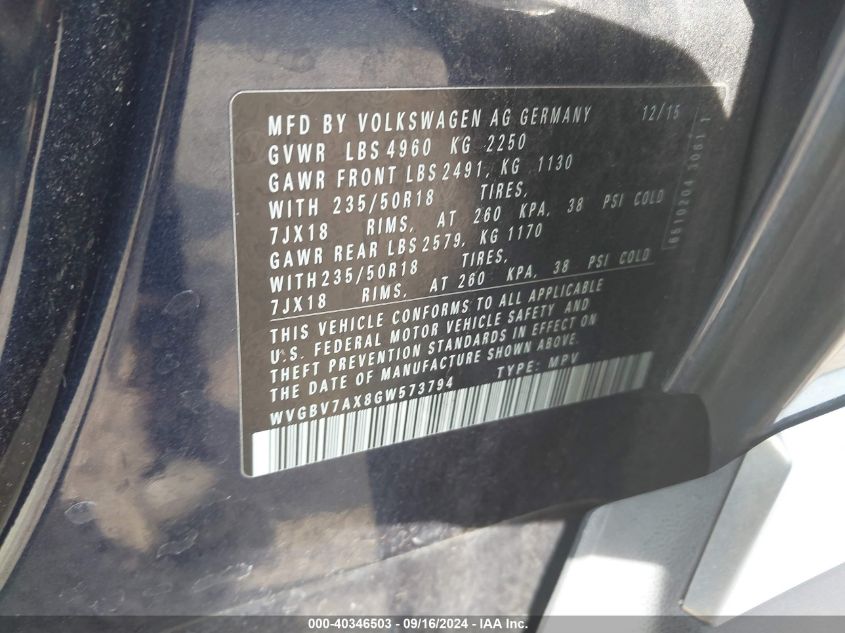 MFD BY VOLKSWAGEN AG GERMANY 12/15
GVWR LBS 4960 KG 2250
GAWR FRONT LBS 2491, KG 1130
WITH 235/50R18 TIRES,
7JX18 RIMS, AT 260 KPA, 38 PSI COLD
GAWR REAR LBS 2579, KG 1170
WITH 235/50R18 TIRES,
7JX18 RIMS, AT 260 KPA, 38 PSI COLD
THIS VEHICLE CONFORMS TO ALL APPLICABLE
U.S. FEDERAL MOTOR VEHICLE SAFETY AND
THEFT PREVENTION STANDARDS IN EFFECT ON
THE DATE OF MANUFACTURE SHOWN ABOVE.
WVGBV7AX8GW573794 TYPE: MPV
6510204
000-40346503 - 09/16/2024 - IAA Inc.